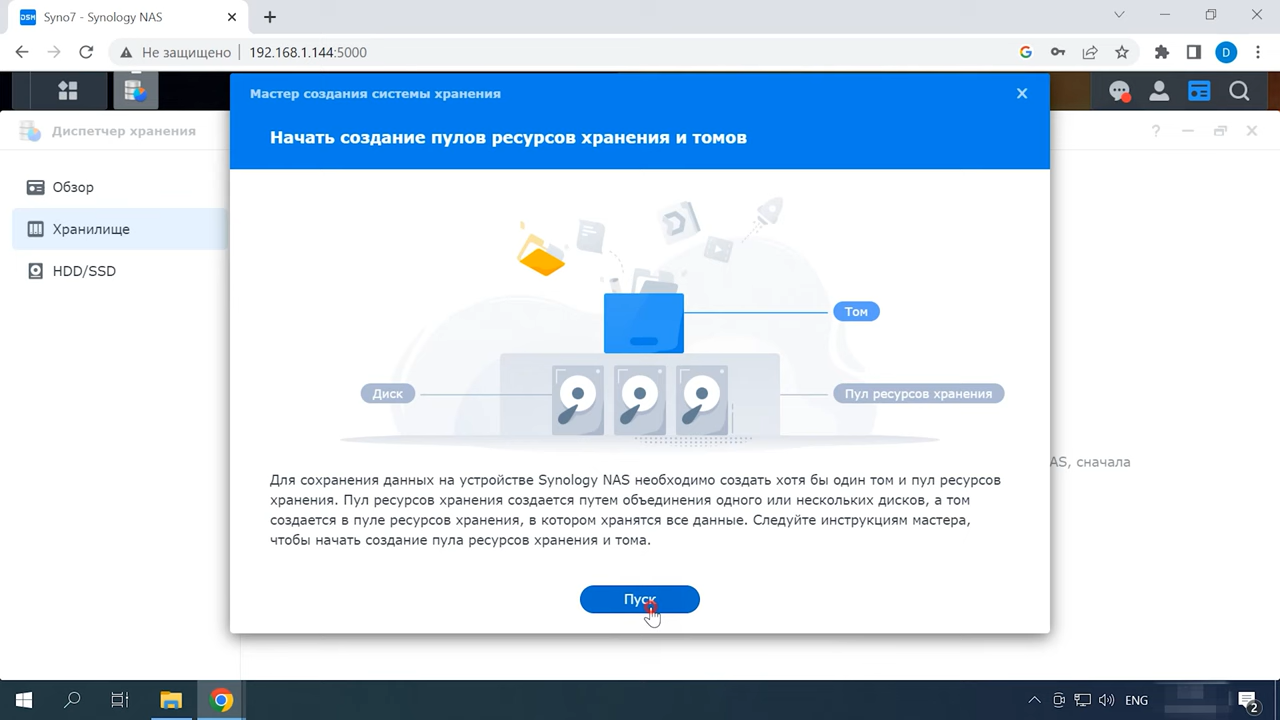 Syno7 - Synology NAS
Не защищено
192.168.1.144:5000
D
Диспетчер хранения
Обзор
Хранилище
HDD/SSD
Мастер создания системы хранения
Начать создание пулов ресурсов хранения и томов
Том
Диск
Пул ресурсов хранения
Для сохранения данных на устройстве Synology NAS необходимо создать хотя бы один том и пул ресурсов
хранения. Пул ресурсов хранения создается путем объединения одного или нескольких дисков, а том
создается в пуле ресурсов хранения, в котором хранятся все данные. Следуйте инструкциям мастера,
чтобы начать создание пула ресурсов хранения и тома.
AS, сначала
Пуск
ENG
2